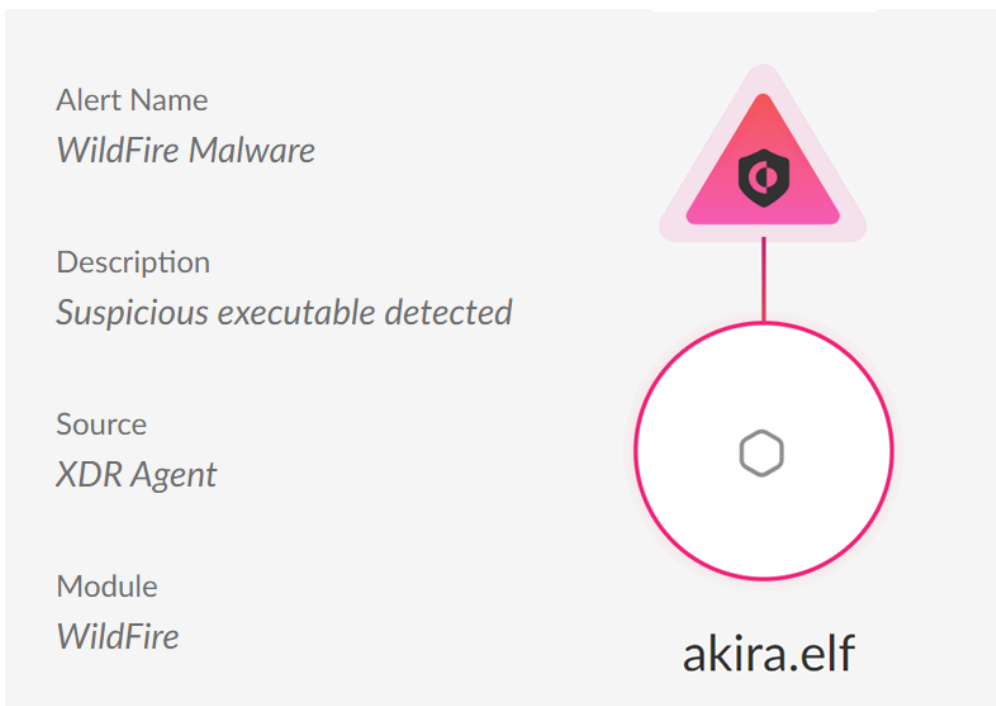 Alert Name
WildFire Malware
Description
Suspicious executable detected
Source
XDR Agent
Module
WildFire
akira.elf